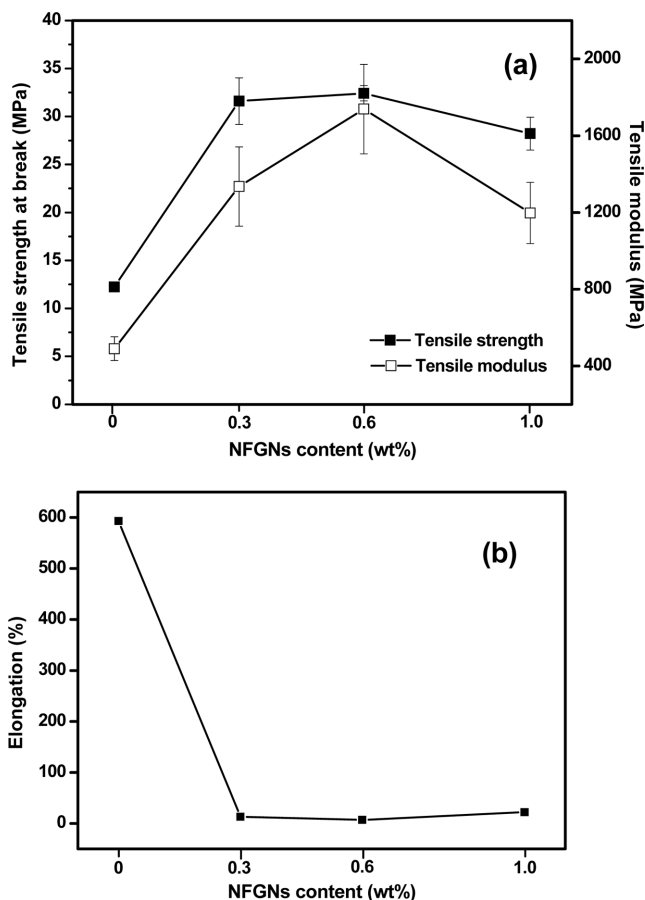 (a)
40
35
30
25
20
15
10
5
0
Tensile strength at break (MPa)
2000
1600
1200
800
400
Tensile modulus (MPa)
Tensile strength
Tensile modulus
0 0.3 0.6 1.0
NFGNs content (wt%)
(b)
600
500
400
300
200
100
0
Elongation (%)
0 0.3 0.6 1.0
NFGNs content (wt%)